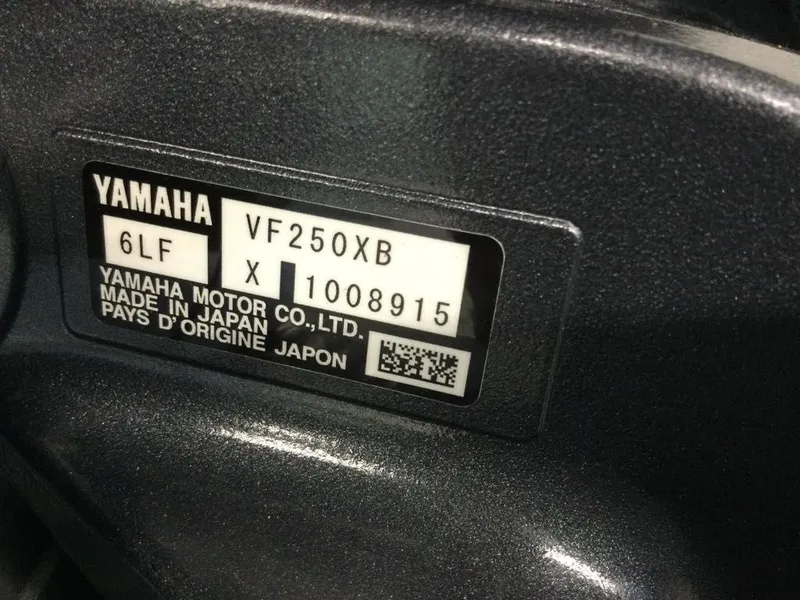 YAMAHA
6LF
VF250XB
X 1008915
YAMAHA MOTOR CO.,LTD.
MADE IN JAPAN
PAYS D'ORIGINE JAPON